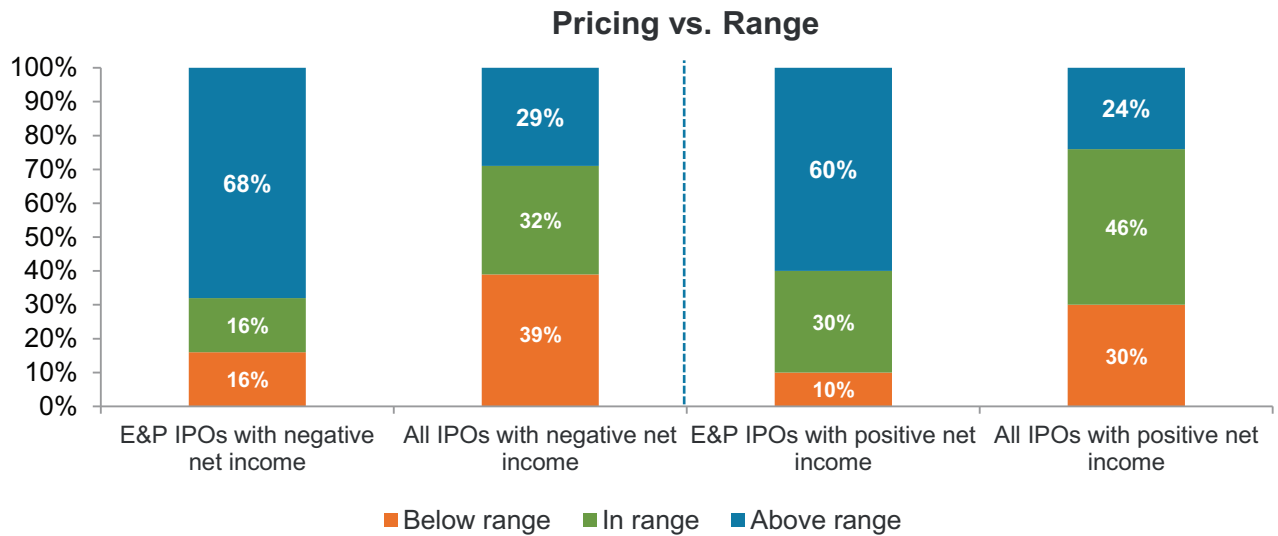 Pricing vs. Range
100%
90%
80%
70%
60%
50%
40%
30%
20%
10%
0%
68%
16%
16%
29%
32%
39%
60%
30%
10%
24%
46%
30%
E&P IPOs with negative
net income
All IPOs with negative net
income
E&P IPOs with positive net
income
All IPOs with positive net
income
Below range
In range
Above range